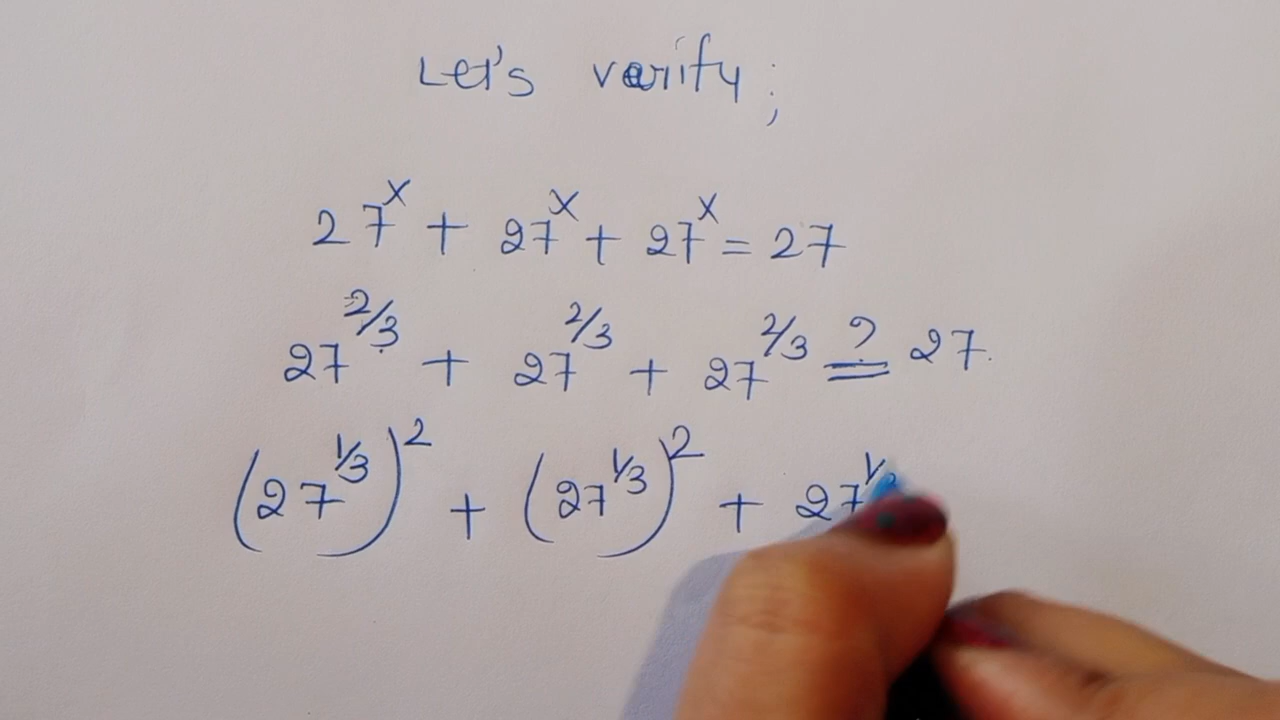 Let's verify;
27^x + 27^x + 27^x = 27
27^2/3 + 27^2/3 + 27^2/3 ?= 27.
(27^1/3)^2 + (27^1/3)^2 + 27^1/